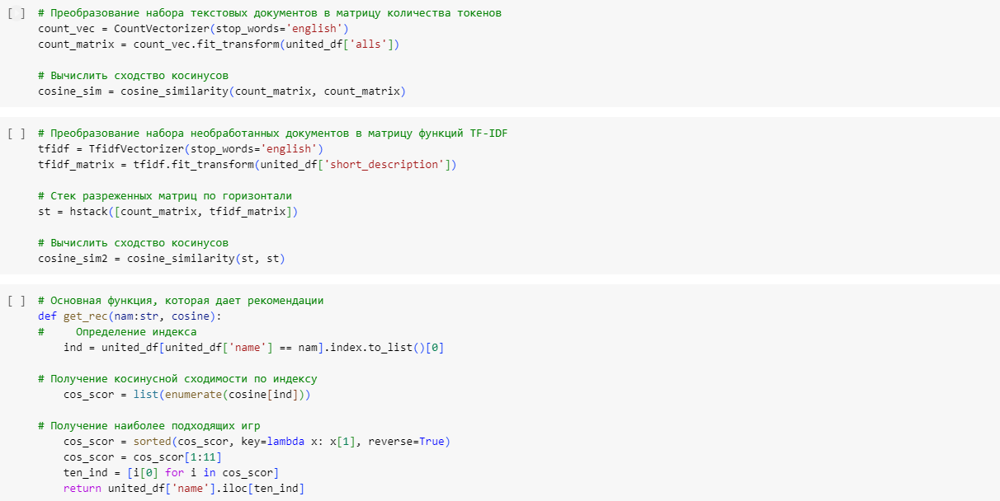 [ ] # Преобразование набора текстовых документов в матрицу количества токенов
count_vec = CountVectorizer(stop_words='english')
count_matrix = count_vec.fit_transform(united_df['alls'])
# Вычислить сходство косинусов
cosine_sim = cosine_similarity(count_matrix, count_matrix)
[ ] # Преобразование набора необработанных документов в матрицу функций TF-IDF
tfidf = TfidfVectorizer(stop_words='english')
tfidf_matrix = tfidf.fit_transform(united_df['short_description'])
# Стек разреженных матриц по горизонтали
st = hstack([count_matrix, tfidf_matrix])
# Вычислить сходство косинусов
cosine_sim2 = cosine_similarity(st, st)
[ ] # Основная функция, которая дает рекомендации
def get_rec(nam:str, cosine):
#     Определение индекса
    ind = united_df[united_df['name'] == nam].index.to_list()[0]
# Получение косинусной сходимости по индексу
    cos_scor = list(enumerate(cosine[ind]))
# Получение наиболее подходящих игр
    cos_scor = sorted(cos_scor, key=lambda x: x[1], reverse=True)
    cos_scor = cos_scor[1:11]
    ten_ind = [i[0] for i in cos_scor]
    return united_df['name'].iloc[ten_ind]